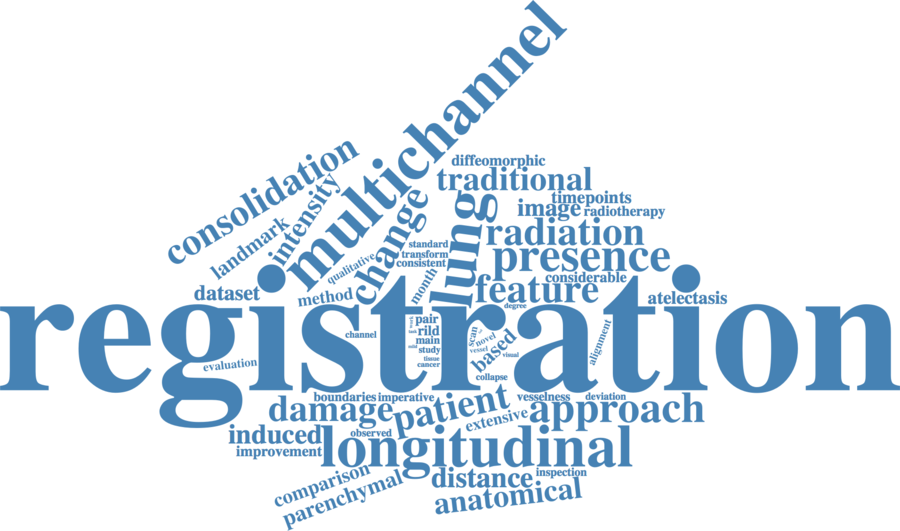 multichannel
consolidation
diffeomorphic
traditional
timepoints
image
radiotherapy
landmark
intensity
change
lung
radiation
standard
transform
consistent
qualitative
presence
considerable
month
feature
dataset
method
degree
atelectasis
registration
channel
pair
rild
main
study
tissue
cancer
scan
novel
vessel
visual
based
alignment
evaluation
collapse
boundaries
imperative
vesselness
deviation
damage
patient
extensive
approach
induced
observed
improvement
longitudinal
comparison
parenchymal
distance
inspection
anatomical